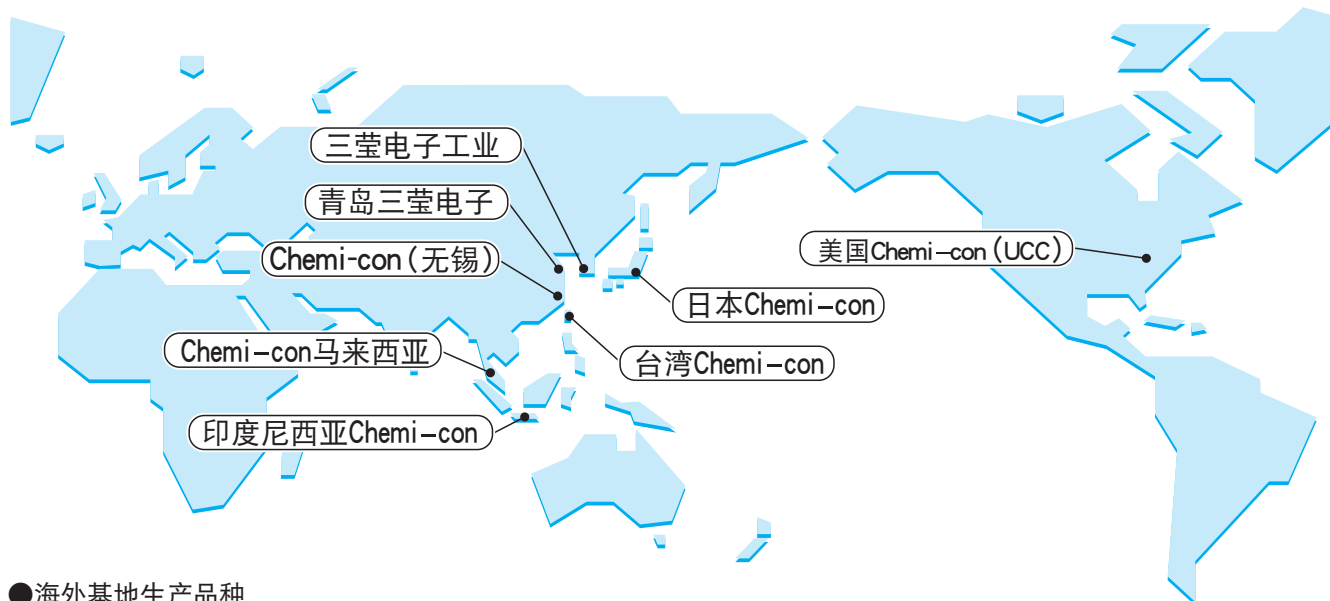 三莹电子工业
青岛三莹电子
Chemi-con(无锡)
美国Chemi-con(UCC)
日本Chemi-con
Chemi-con马来西亚
台湾Chemi-con
印度尼西亚Chemi-con
●海外基地生产品种